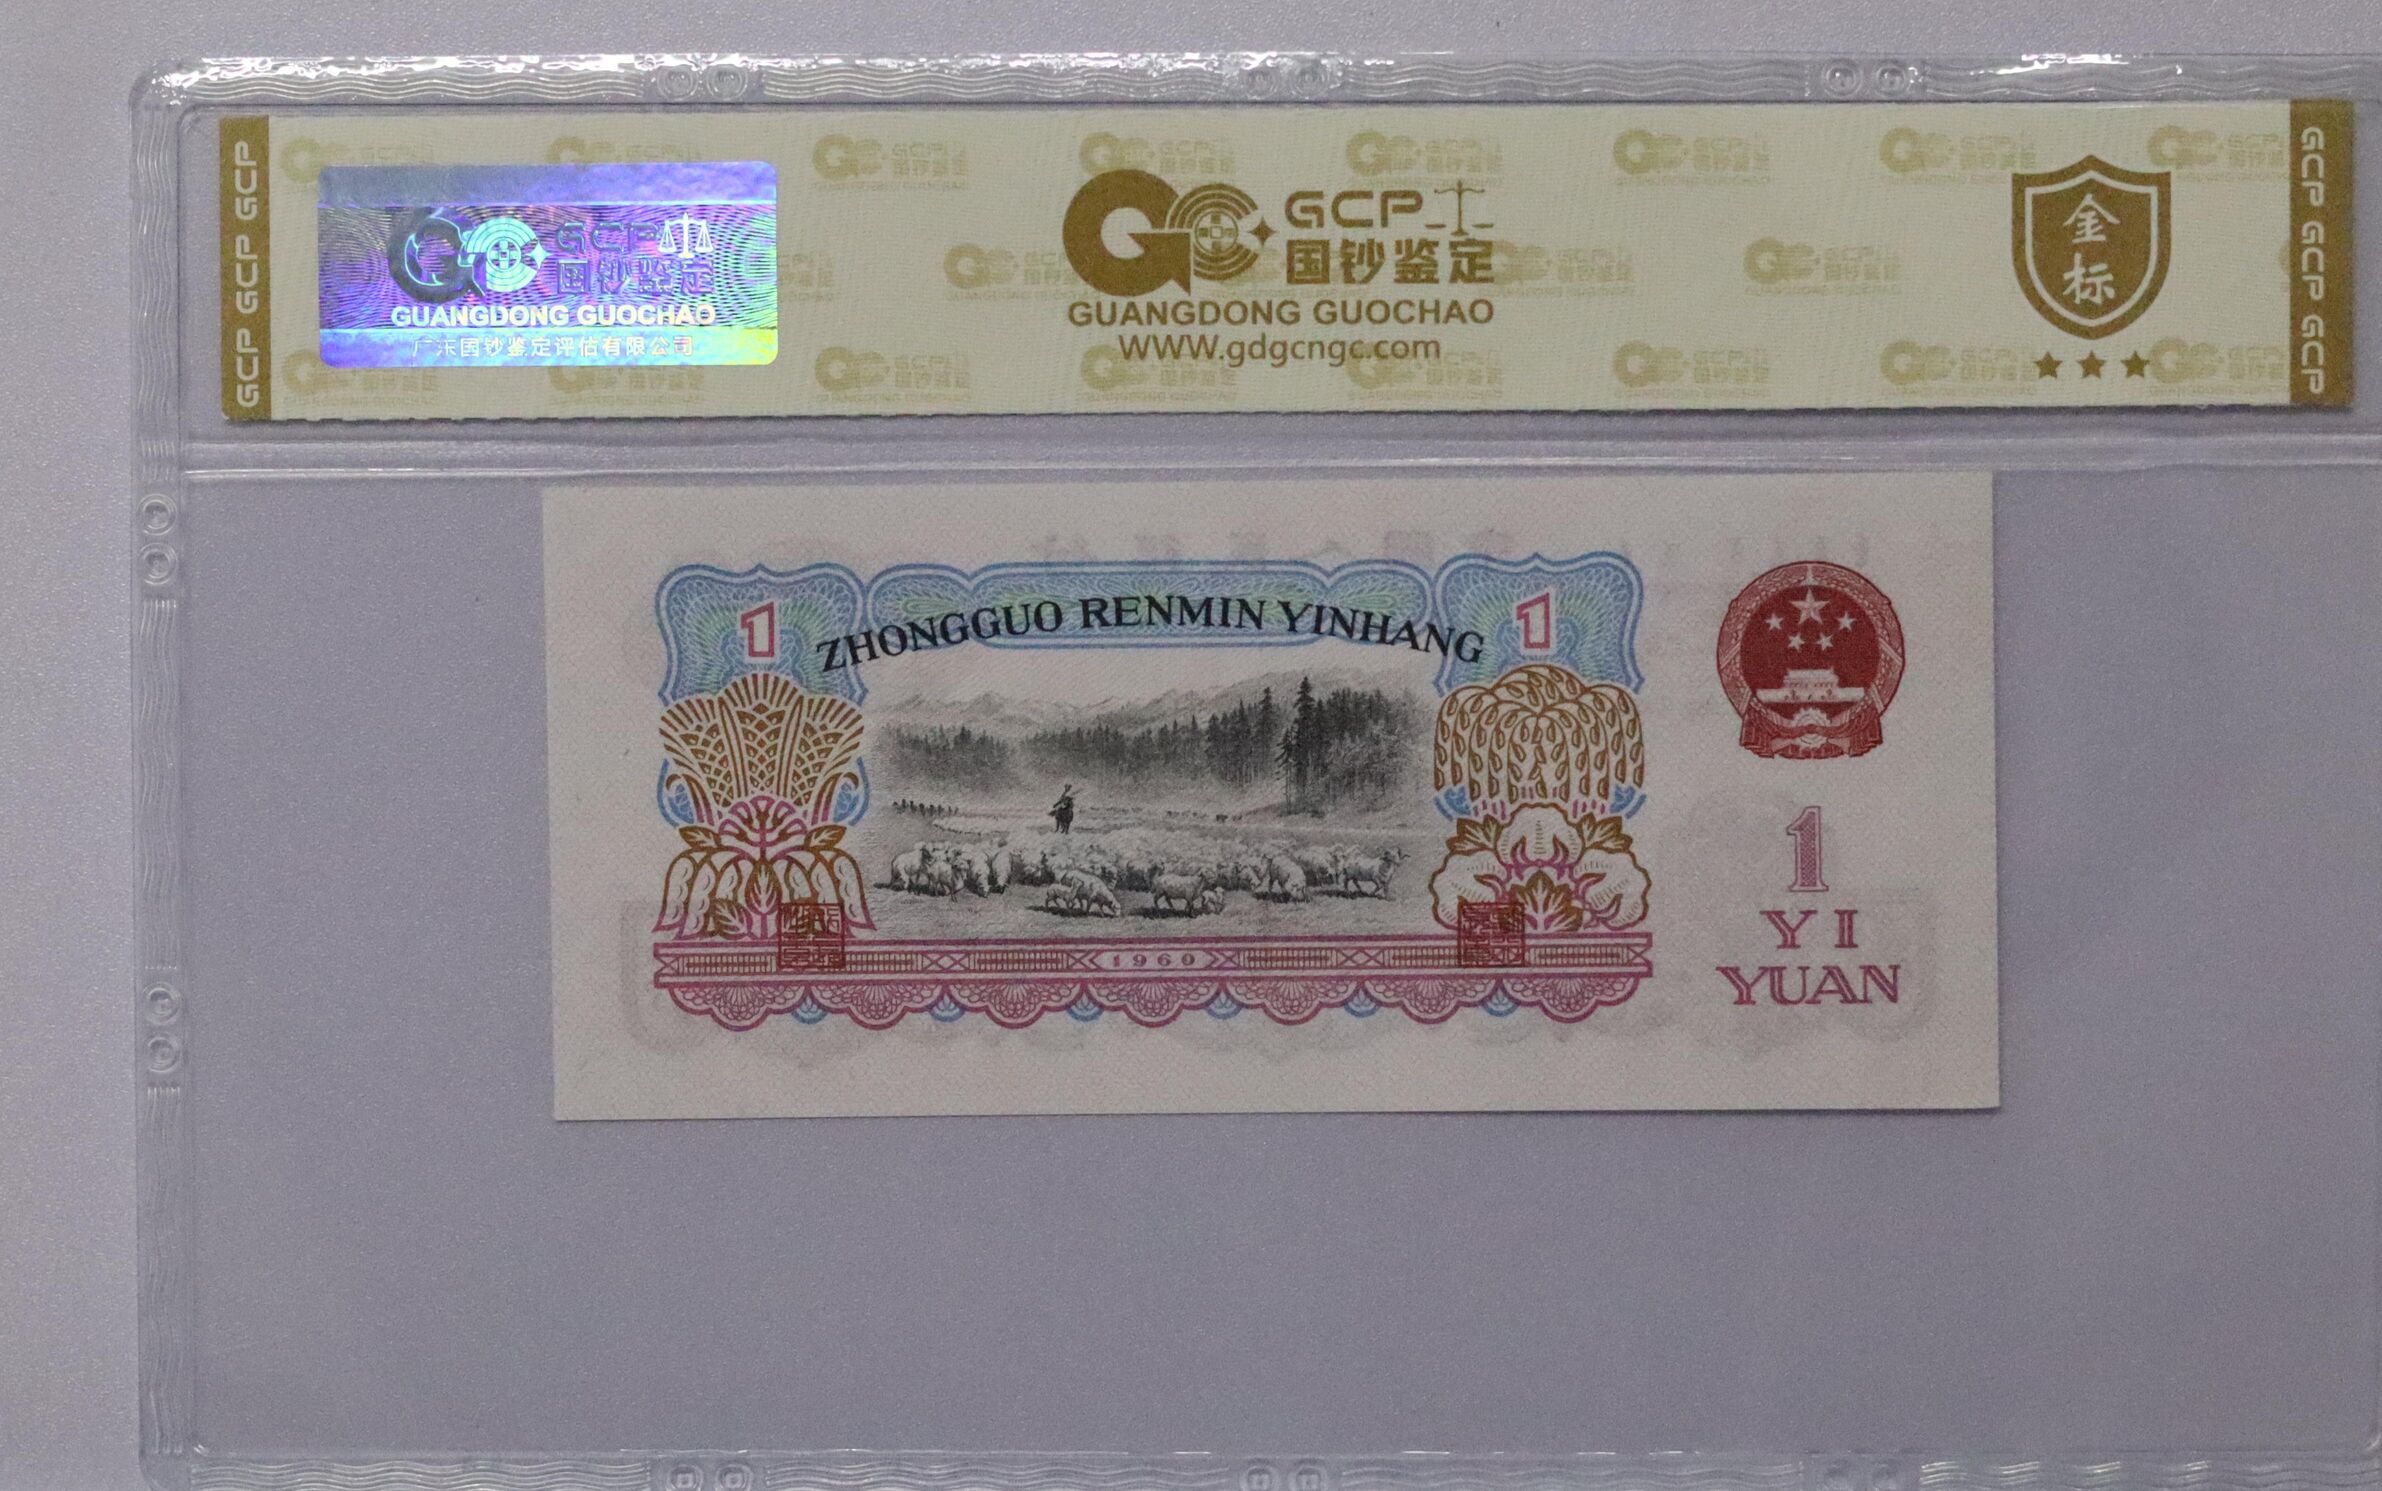 GCP GCP GCP
GCP
国钞鉴定
GUANGDONG GUOCHAO
广东国钞鉴定评估有限公司
GCP
国钞鉴定
GUANGDONG GUOCHAO
www.gdgcngc.com
金
标
GCP GCP GCP
1
ZHONGGUO RENMIN YINHANG
1
1960
1
YI
YUAN